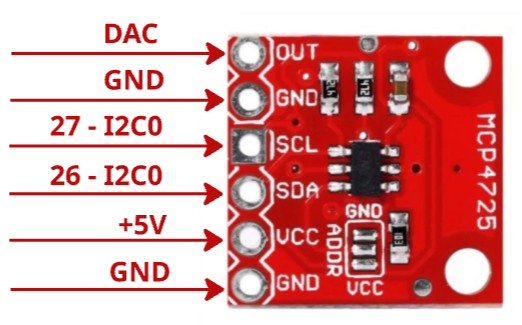 DAC
OUT
GND
GND
27 - I2C0
SCL
26 - I2C0
SDA
+5V
VCC
GND
GND
MCP4725
GND
ADDR
VCC